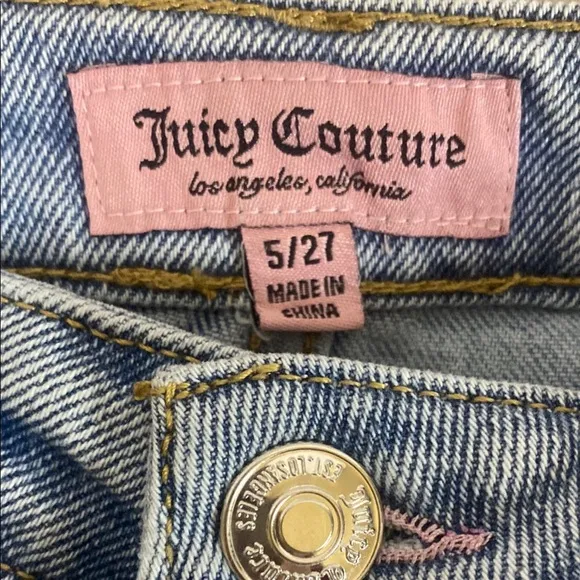 Juicy Couture
los angeles, california
5/27
MADE IN
CHINA
EST. LOS ANGELES
Juicy Couture